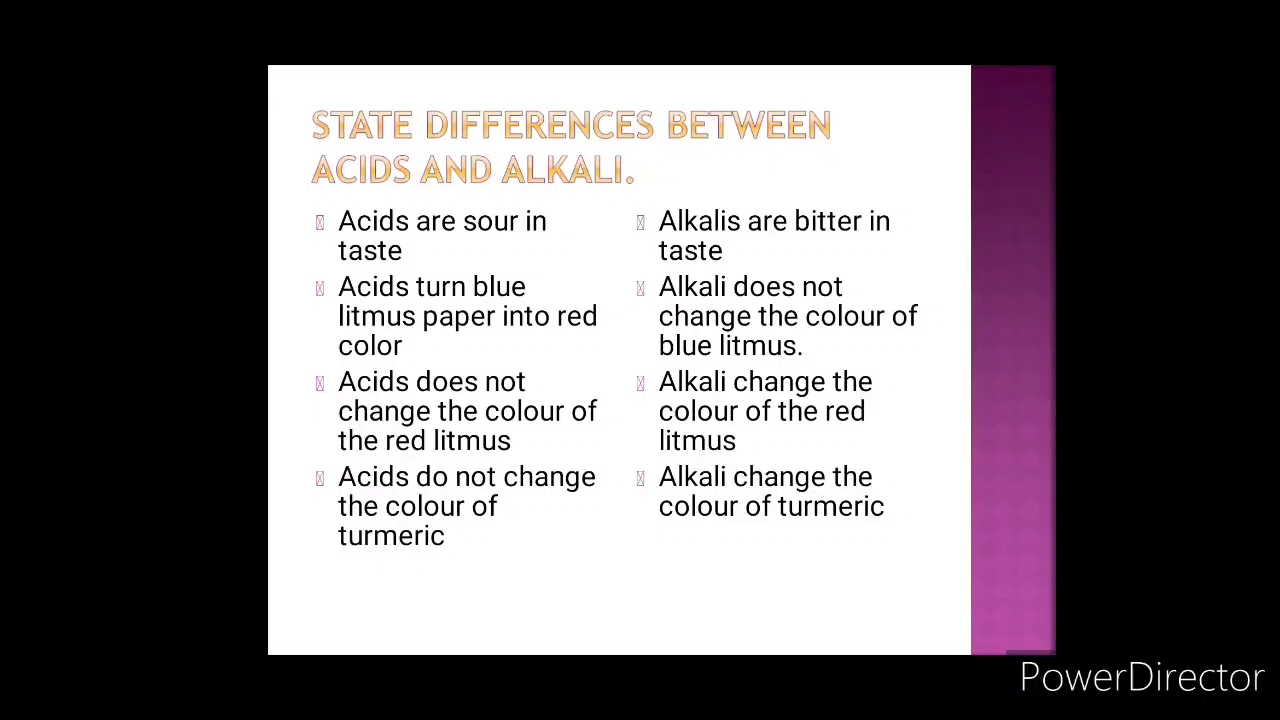 STATE DIFFERENCES BETWEEN
ACIDS AND ALKALI.
Acids are sour in
taste
Acids turn blue
litmus paper into red
color
Acids does not
change the colour of
the red litmus
Acids do not change
the colour of
turmeric
Alkalis are bitter in
taste
Alkali does not
change the colour of
blue litmus.
Alkali change the
colour of the red
litmus
Alkali change the
colour of turmeric
PowerDirector